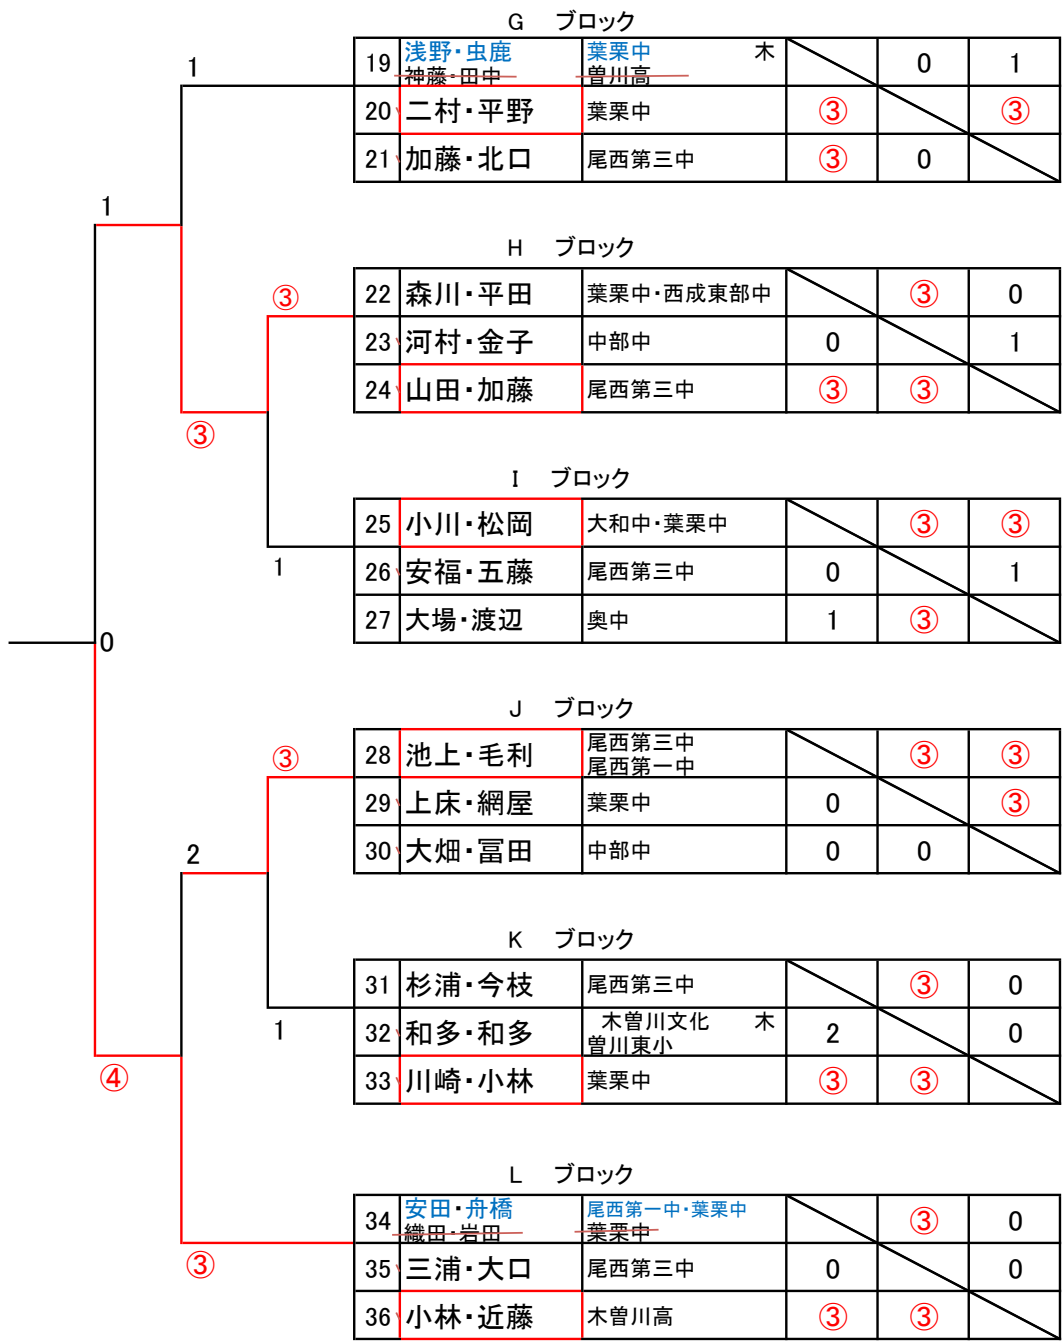 G ブロック
19 浅野・虫鹿 葉栗中 木 0 1
神藤・田中 曽川高
1
20 二村・平野 葉栗中 ③ ③
21 加藤・北口 尾西第三中 ③ 0
1
H ブロック
22 森川・平田 葉栗中・西成東部中 ③ 0
③
23 河村・金子 中部中 0 1
24 山田・加藤 尾西第三中 ③ ③
③
I ブロック
25 小川・松岡 大和中・葉栗中 ③ ③
26 安福・五藤 尾西第三中 0 1
1
27 大場・渡辺 奥中 1 ③
0
J ブロック
28 池上・毛利 尾西第三中 ③ ③
尾西第一中
③
29 上床・網屋 葉栗中 0 ③
30 大畑・冨田 中部中 0 0
2
K ブロック
31 杉浦・今枝 尾西第三中 ③ 0
32 和多・和多 木曽川文化 木 2 0
曽川東小
1
33 川崎・小林 葉栗中 ③ ③
④
L ブロック
34 安田・舟橋 尾西第一中・葉栗中 ③ 0
織田・岩田 葉栗中
③
35 三浦・大口 尾西第三中 0 0
36 小林・近藤 木曽川高 ③ ③